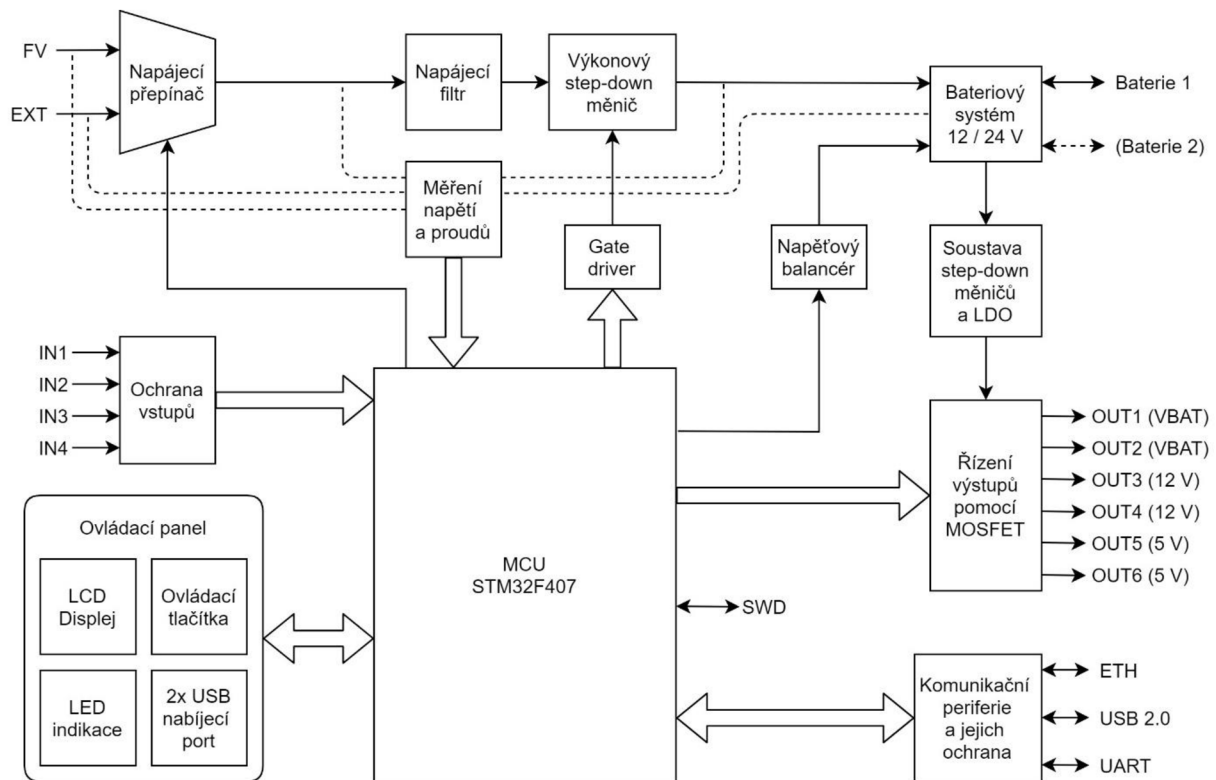 FV
EXT
Napájecí
přepínač
Napájecí
filtr
Výkonový
step-down
měnič
Bateriový
systém
12 / 24 V
Baterie 1
(Baterie 2)
Měření
napětí
a proudů
Gate
driver
Napěťový
balancér
Soustava
step-down
měničů
a LDO
IN1
IN2
IN3
IN4
Ochrana
vstupů
Řízení
výstupů
pomocí
MOSFET
OUT1 (VBAT)
OUT2 (VBAT)
OUT3 (12 V)
OUT4 (12 V)
OUT5 (5 V)
OUT6 (5 V)
Ovládací panel
LCD
Displej
Ovládací
tlačítka
LED
indikace
2x USB
nabíjecí
port
MCU
STM32F407
SWD
Komunikační
periferie
a jejich
ochrana
ETH
USB 2.0
UART